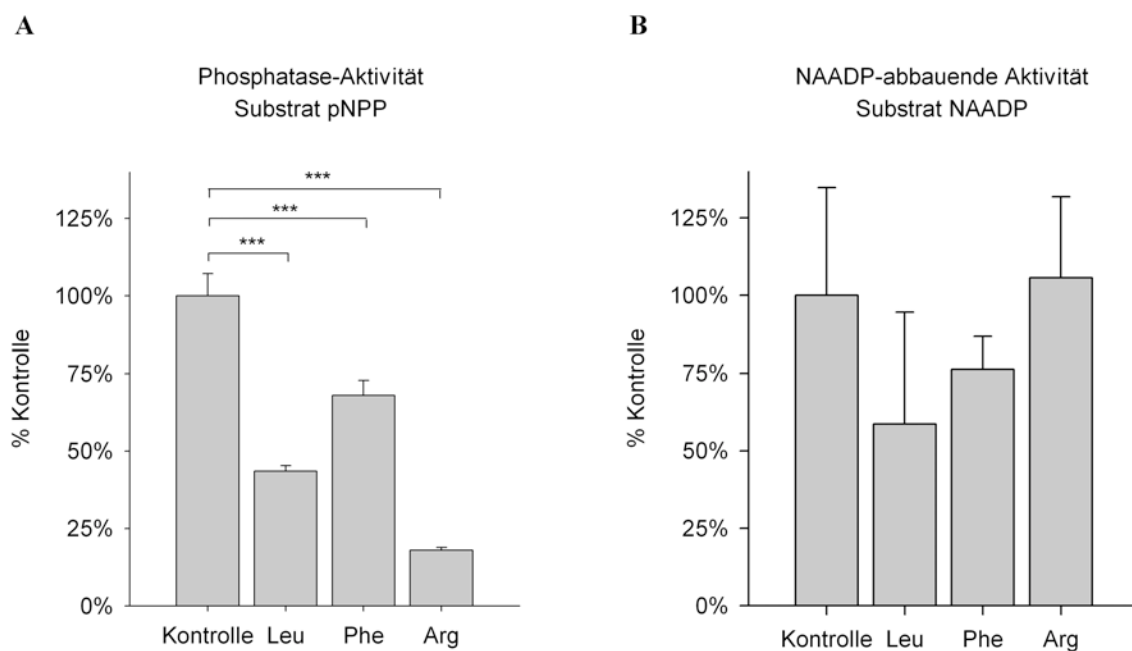 A
Phosphatase-Aktivität
Substrat pNPP
% Kontrolle
125%
100%
75%
50%
25%
0%
***
***
***
Kontrolle Leu Phe Arg
B
NAADP-abbauende Aktivität
Substrat NAADP
% Kontrolle
125%
100%
75%
50%
25%
0%
Kontrolle Leu Phe Arg